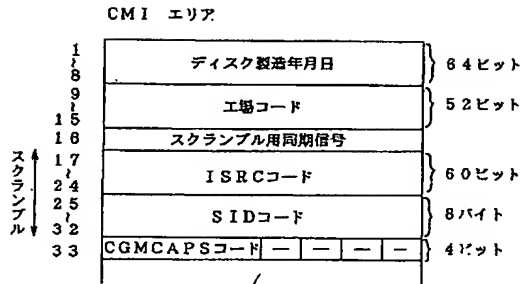 CMI エリア
1〜8 ディスク製造年月日 64ビット
9〜15 工場コード 52ビット
16 スクランブル用同期信号
スクランブル
17〜24 ISRCコード 60ビット
25〜32 SIDコード 8バイト
33 CGMCAPSコード — — — — 4ビット